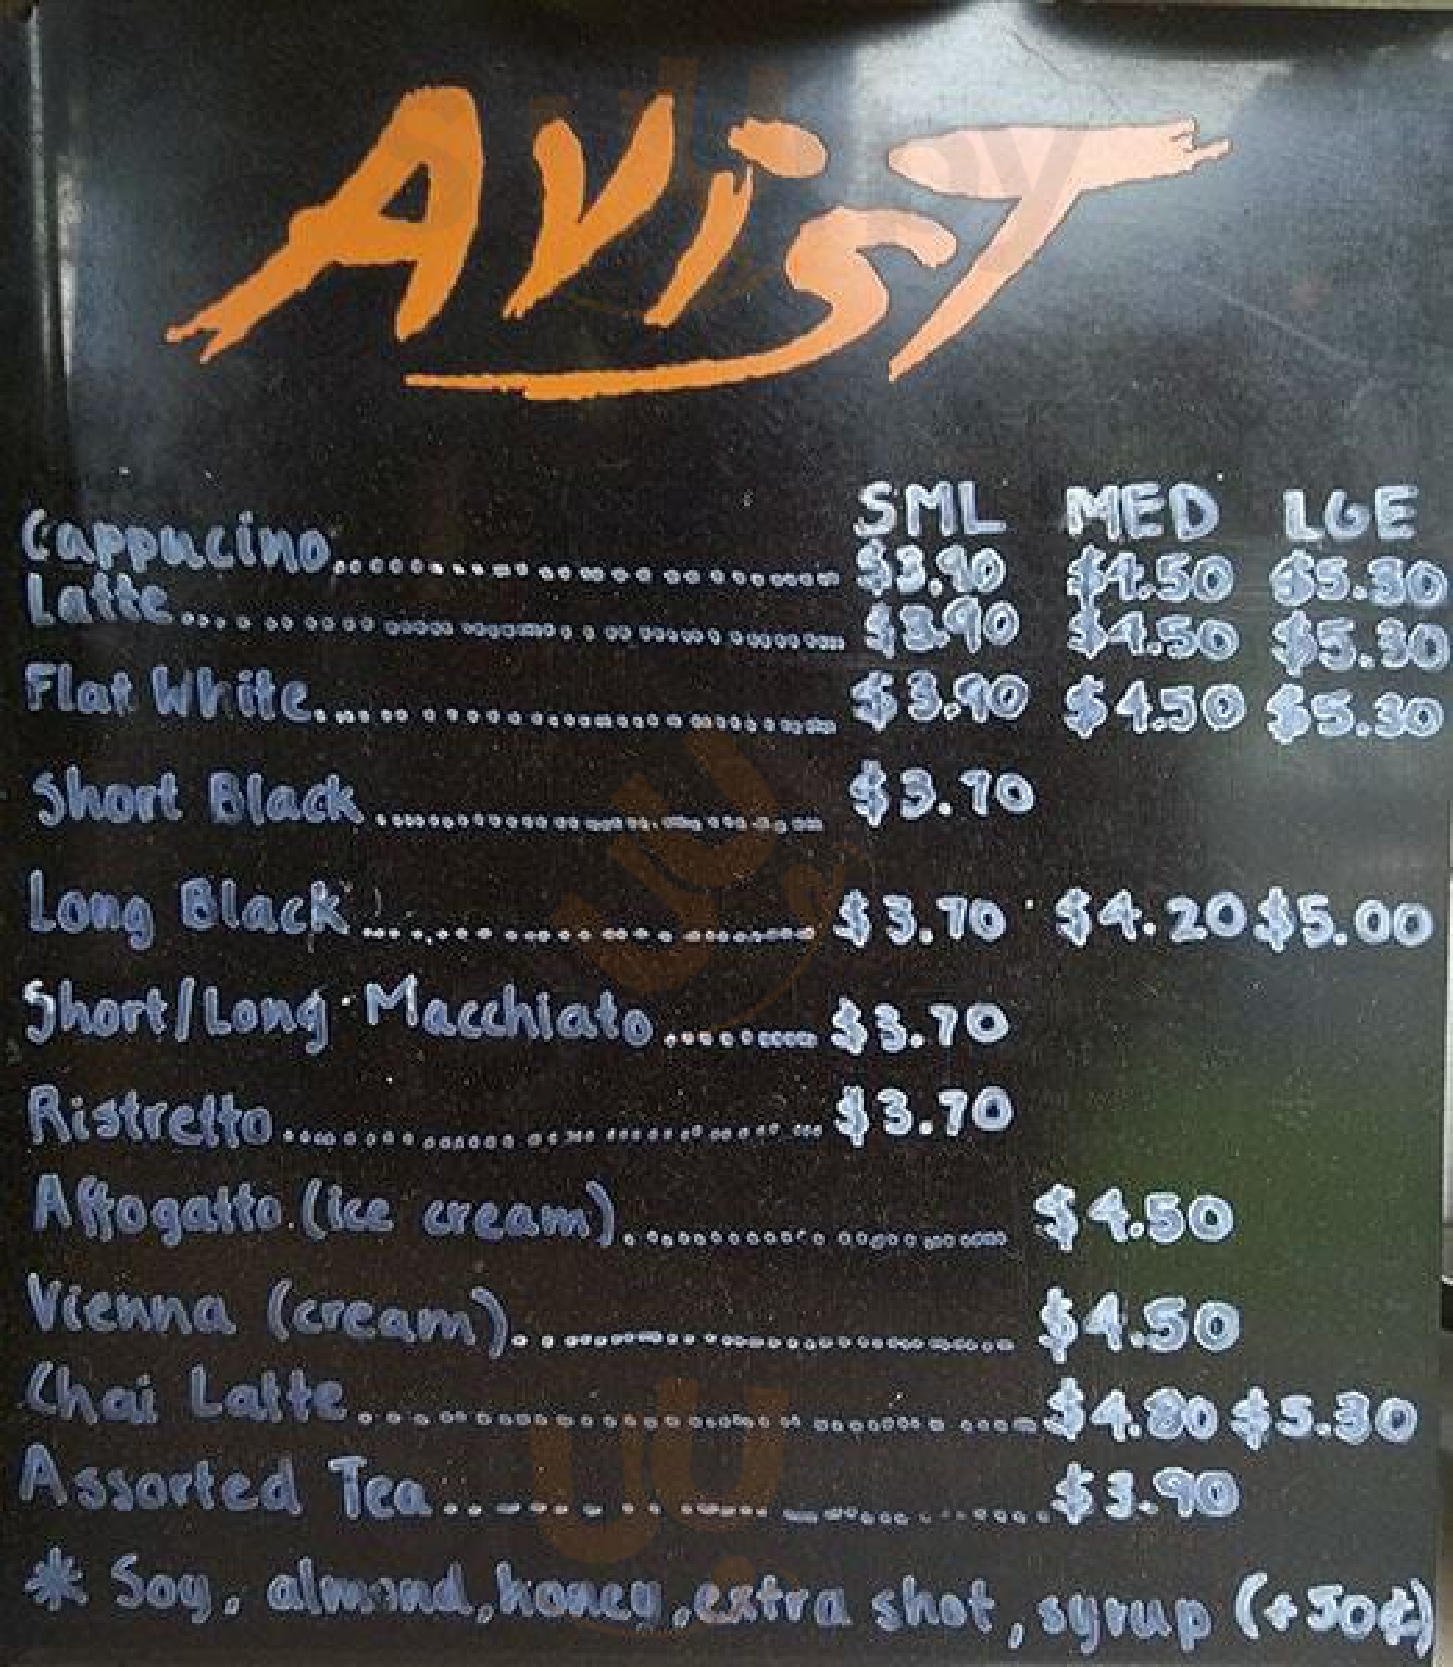 AVisT
SML MED LGE
Cappucino.......... $3.90 $4.50 $5.30
Latte.......... $3.90 $4.50 $5.30
Flat White.......... $3.90 $4.50 $5.30
Short Black.......... $3.70
Long Black.......... $3.70 $4.20 $5.00
Short/Long Macchiato.......... $3.70
Ristretto.......... $3.70
Affogatto (ice cream).......... $4.50
Vienna (cream).......... $4.50
Chai Latte.......... $4.80 $5.30
Assorted Tea.......... $3.90
* Soy, almond, honey, extra shot, syrup (+50¢)